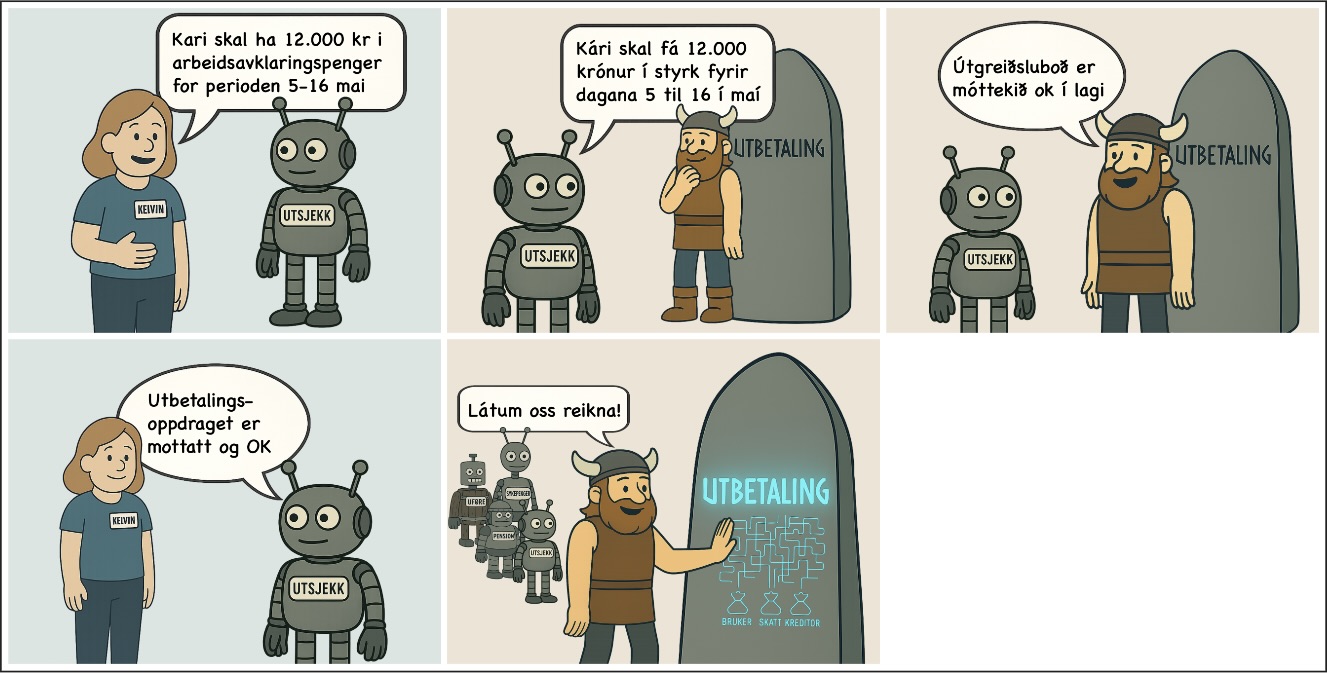 Kari skal ha 12.000 kr i
arbeidsavklaringspenger
for perioden 5-16 mai
KELVIN
UTSJEKK
Kári skal fá 12.000
krónur í styrk fyrir
dagana 5 til 16 í maí
UTBETALING
UTSJEKK
Útgreiðsluboð er
móttekið ok í lagi
UTBETALING
UTSJEKK
Utbetalings-
oppdraget er
mottatt og OK
KELVIN
UTSJEKK
Látum oss reikna!
UFØRE
SYKEPENGER
PENSJON
UTSJEKK
UTBETALING
BRUKER SKATT KREDITOR